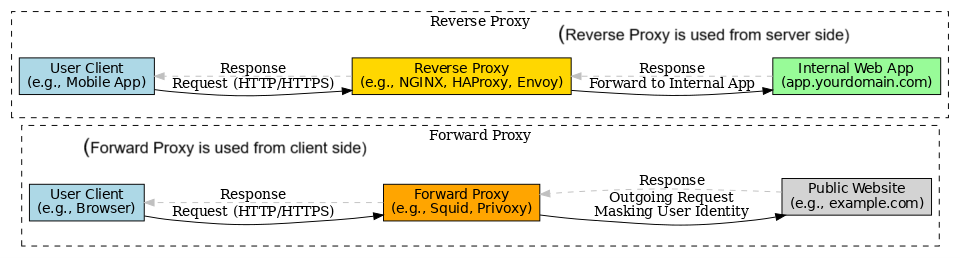 Reverse Proxy
(Reverse Proxy is used from server side)
User Client
(e.g., Mobile App)
Response
Request (HTTP/HTTPS)
Reverse Proxy
(e.g., NGINX, HAProxy, Envoy)
Response
Forward to Internal App
Internal Web App
(app.yourdomain.com)
Forward Proxy
(Forward Proxy is used from client side)
User Client
(e.g., Browser)
Response
Request (HTTP/HTTPS)
Forward Proxy
(e.g., Squid, Privoxy)
Response
Outgoing Request
Masking User Identity
Public Website
(e.g., example.com)